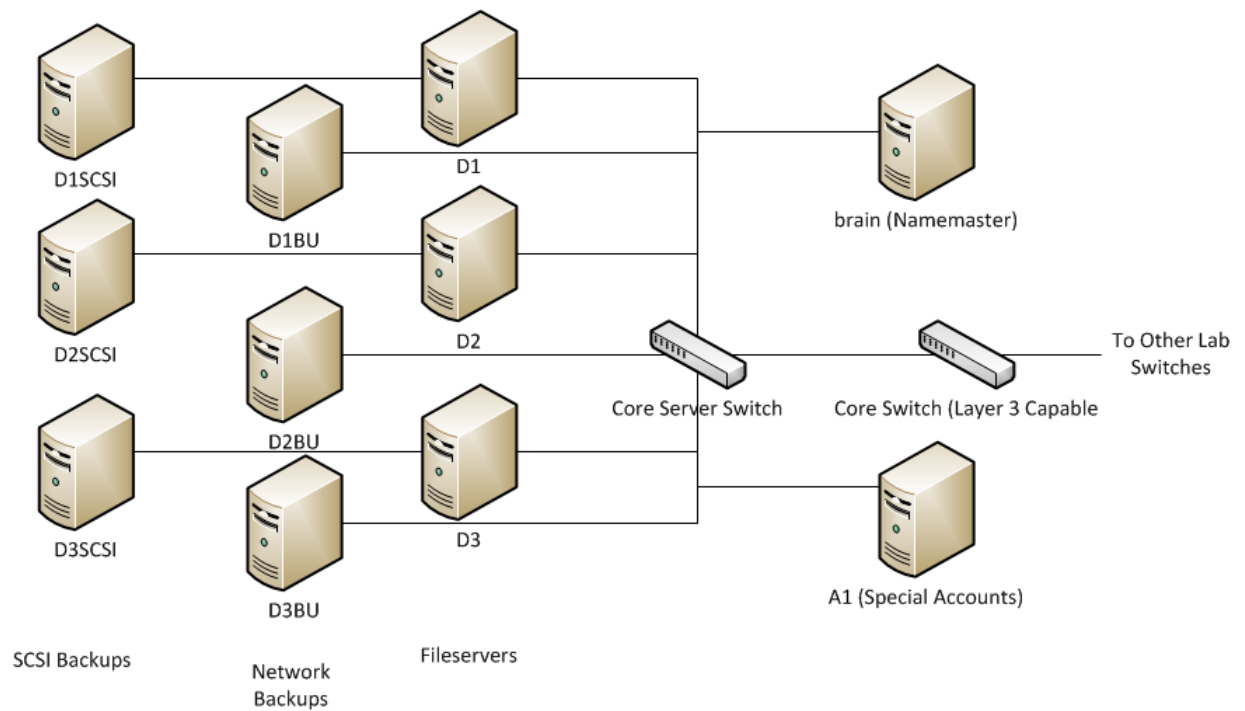 D1SCSI
D1
D1BU
brain (Namemaster)
D2SCSI
D2
To Other Lab
Switches
Core Server Switch
Core Switch (Layer 3 Capable
D2BU
D3SCSI
D3
D3BU
A1 (Special Accounts)
SCSI Backups
Network
Backups
Fileservers